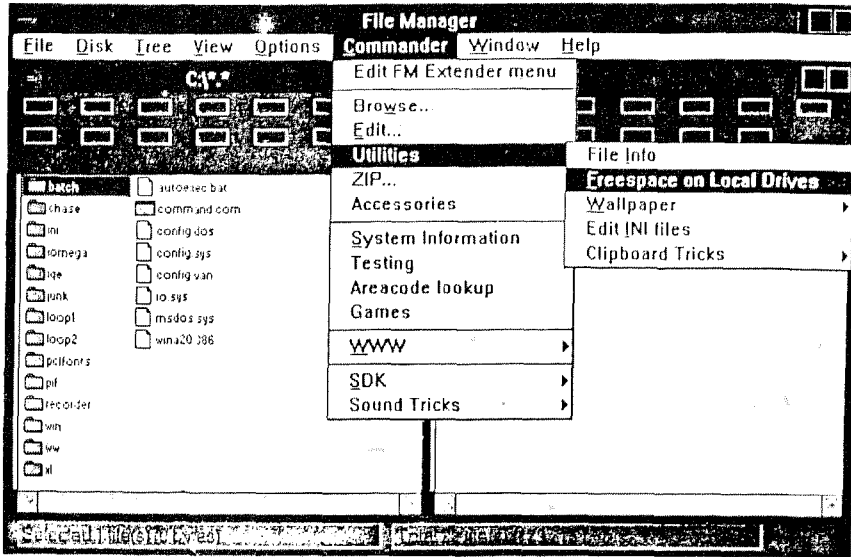 File Manager
File Disk Tree View Options Commander Window Help
C:\*.*
Edit FM Extender menu
Browse...
Edit...
Utilities
ZIP...
Accessories
System Information
Testing
Areacode lookup
Games
WWW
SDK
Sound Tricks
File Info
Freespace on Local Drives
Wallpaper
Edit INI files
Clipboard Tricks
batch
chase
ini
iomega
junk
loop1
loop2
pclfonts
pif
recorder
win
ww
xl
autoexec.bat
command.com
config.dos
config.sys
config.van
io.sys
msdos.sys
wina20.386